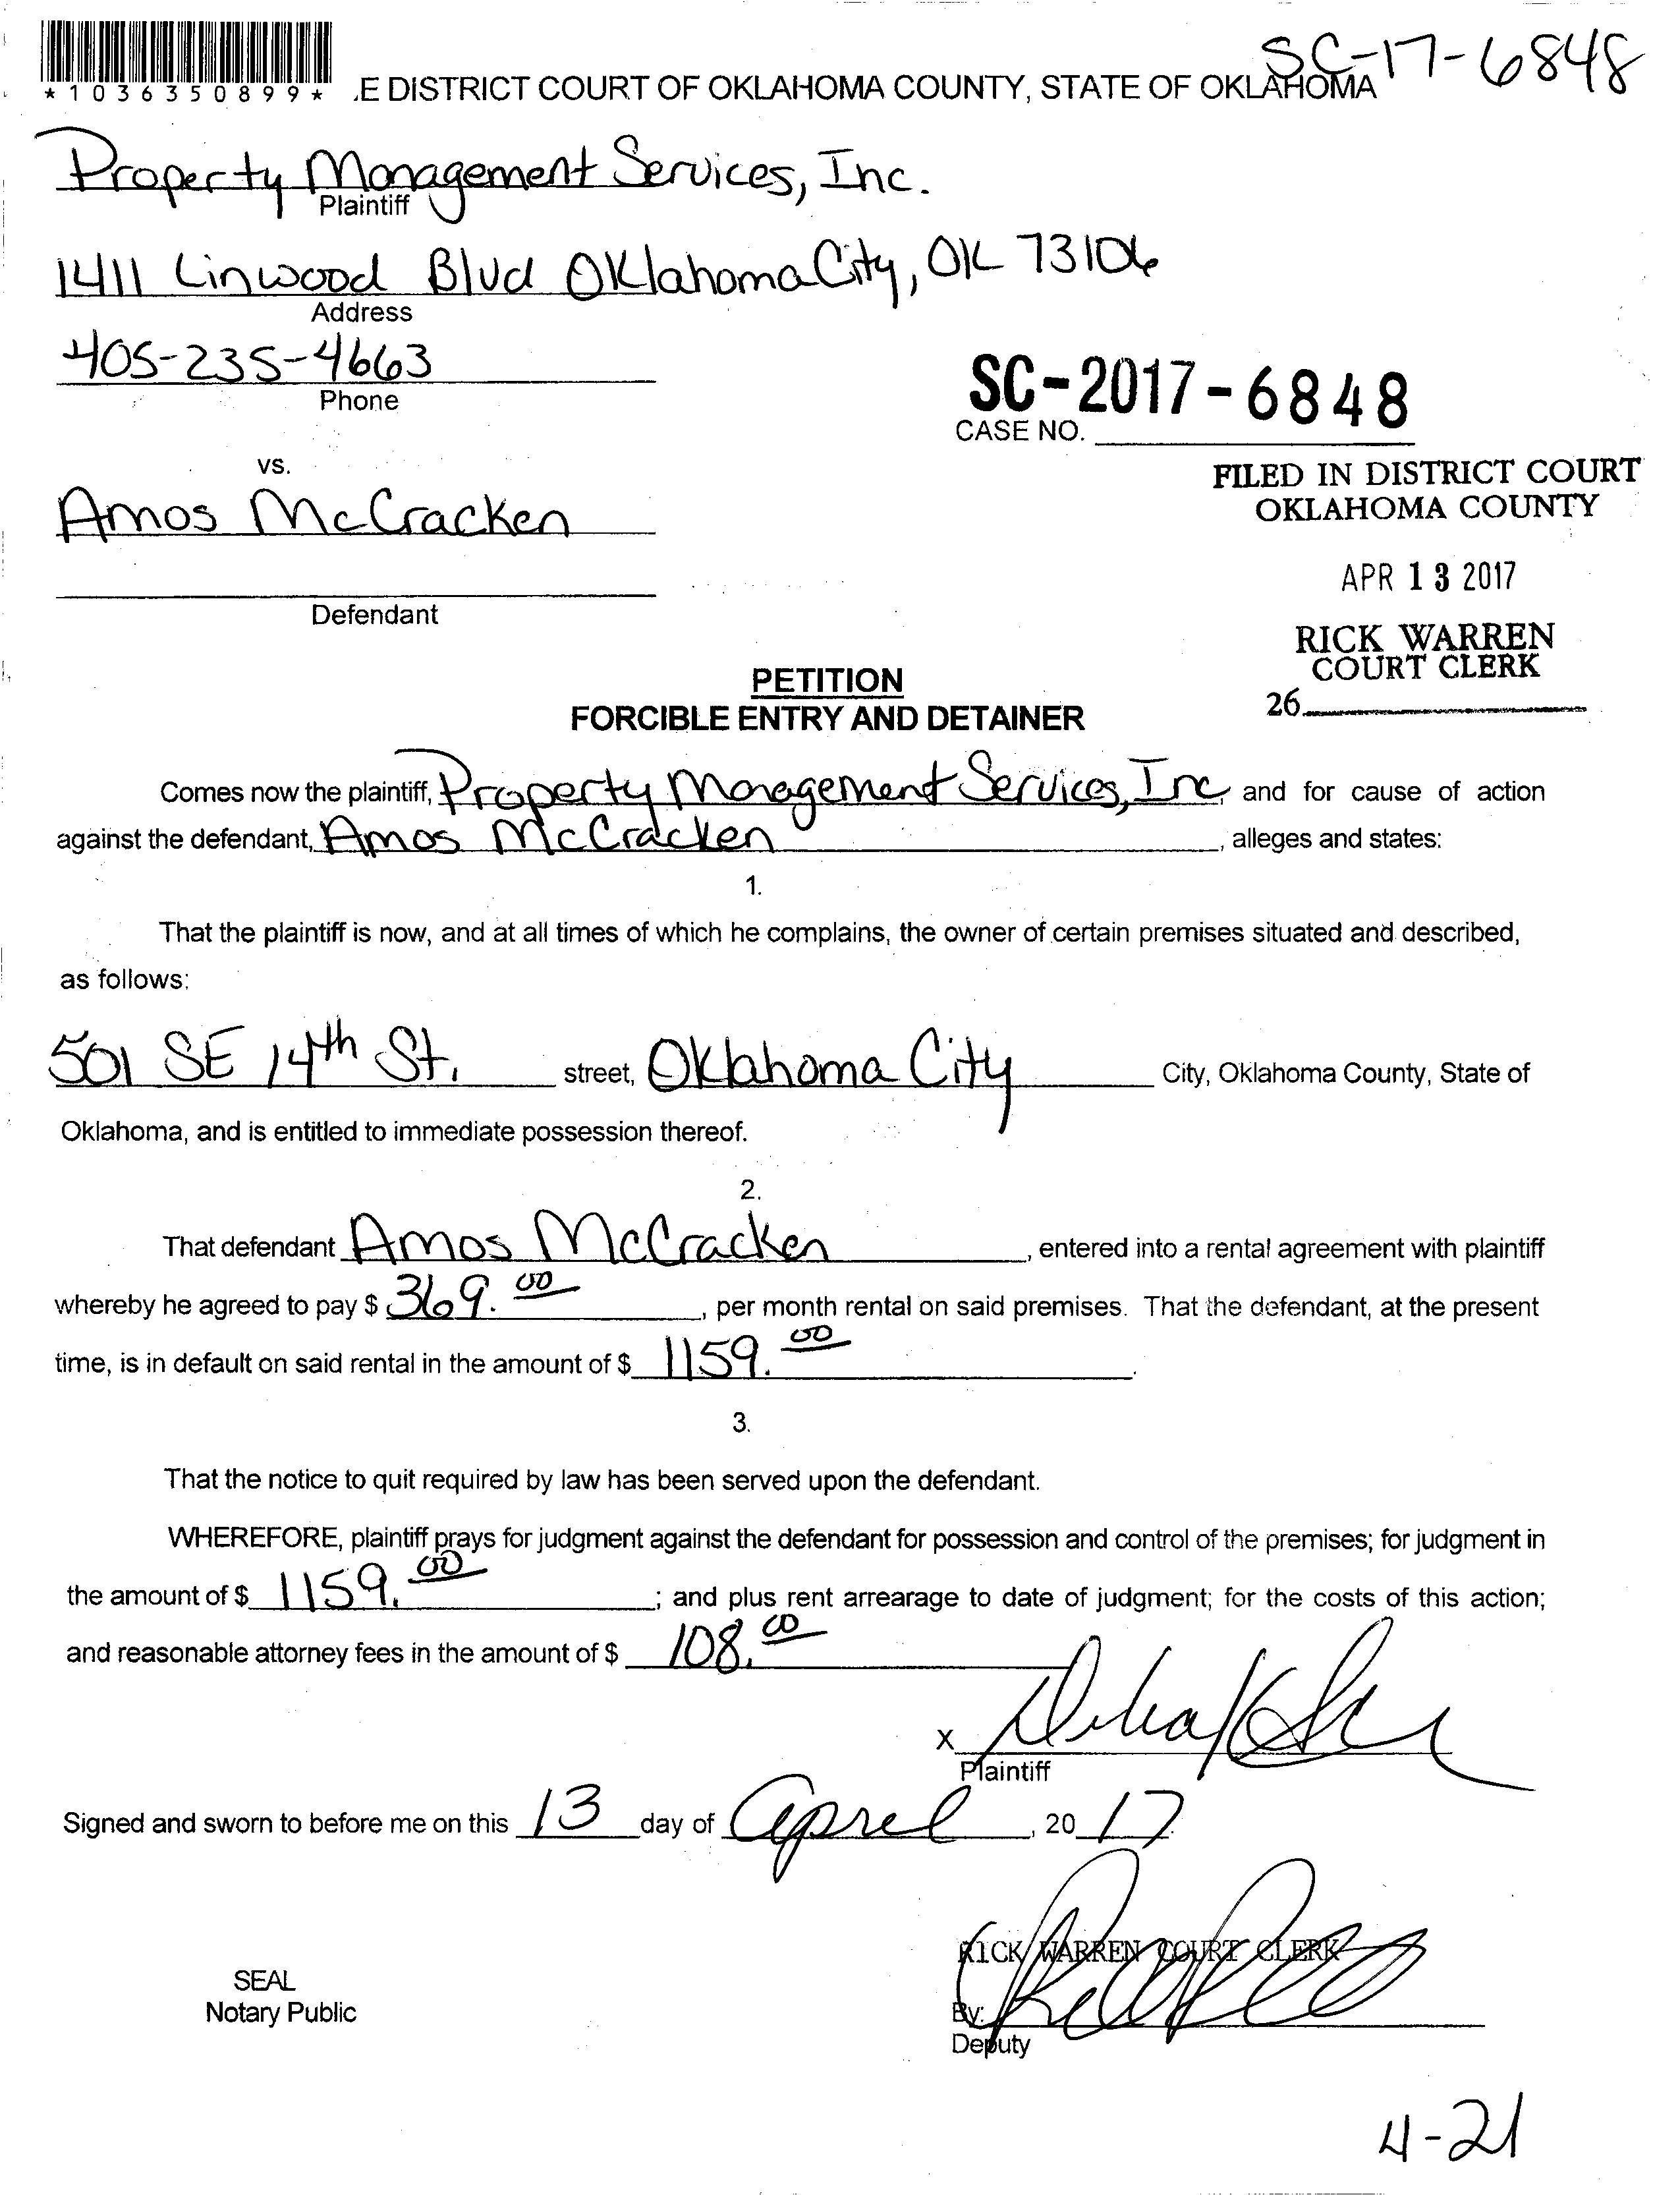 SC-17-6848
*1036350899* .E DISTRICT COURT OF OKLAHOMA COUNTY, STATE OF OKLAHOMA
Property Management Services, Inc.
Plaintiff
1411 Linwood Blvd Oklahoma City, OK 73106
Address
405-235-4663
Phone
SC-2017-6848
CASE NO.
vs.
FILED IN DISTRICT COURT
OKLAHOMA COUNTY
Amos McCracken
APR 13 2017
Defendant
RICK WARREN
COURT CLERK
26
PETITION
FORCIBLE ENTRY AND DETAINER
Comes now the plaintiff, Property Management Services, Inc, and for cause of action
against the defendant, Amos McCracken, alleges and states:
1.
That the plaintiff is now, and at all times of which he complains, the owner of certain premises situated and described,
as follows:
501 SE 14th St. street, Oklahoma City City, Oklahoma County, State of
Oklahoma, and is entitled to immediate possession thereof.
2.
That defendant Amos McCracken, entered into a rental agreement with plaintiff
whereby he agreed to pay $ 369.00, per month rental on said premises. That the defendant, at the present
time, is in default on said rental in the amount of $ 1159.00.
3.
That the notice to quit required by law has been served upon the defendant.
WHEREFORE, plaintiff prays for judgment against the defendant for possession and control of the premises; for judgment in
the amount of $ 1159.00; and plus rent arrearage to date of judgment; for the costs of this action;
and reasonable attorney fees in the amount of $ 108.00
X
Plaintiff
Signed and sworn to before me on this 13 day of April, 20 17.
RICK WARREN COURT CLERK
SEAL
Notary Public
By:
Deputy
4-21